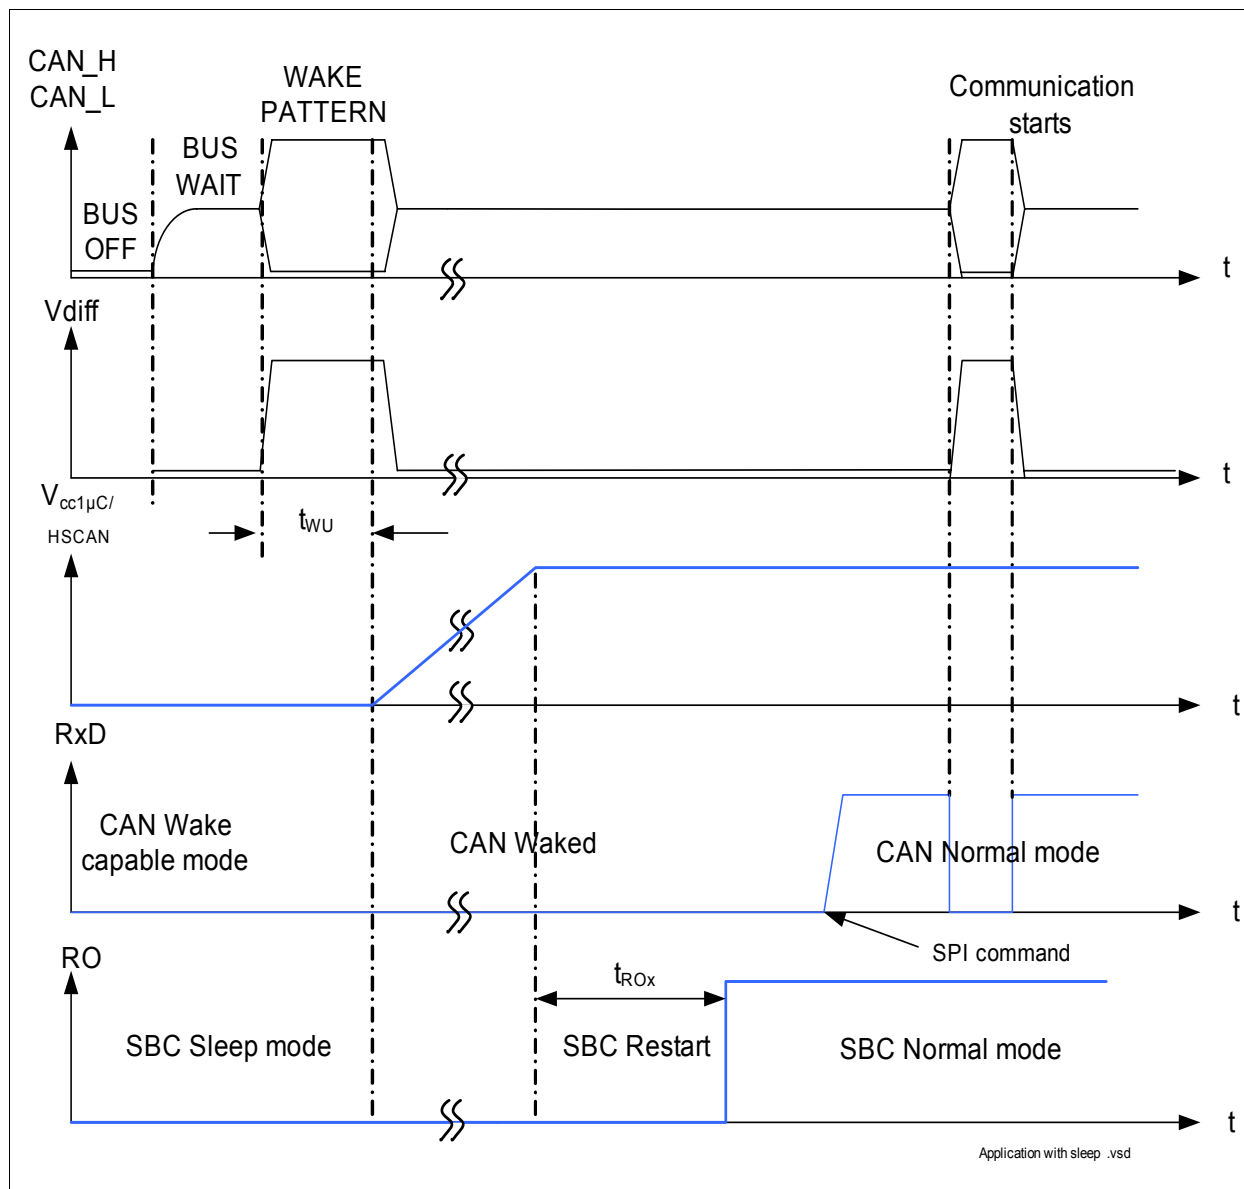 CAN_H
CAN_L
WAKE
PATTERN
Communication
starts
BUS
WAIT
BUS
OFF
t
Vdiff
t
Vcc1µC/
HSCAN
tWU
t
RxD
CAN Wake
capable mode
CAN Waked
CAN Normal mode
t
SPI command
RO
tROx
SBC Sleep mode
SBC Restart
SBC Normal mode
t
Application with sleep .vsd